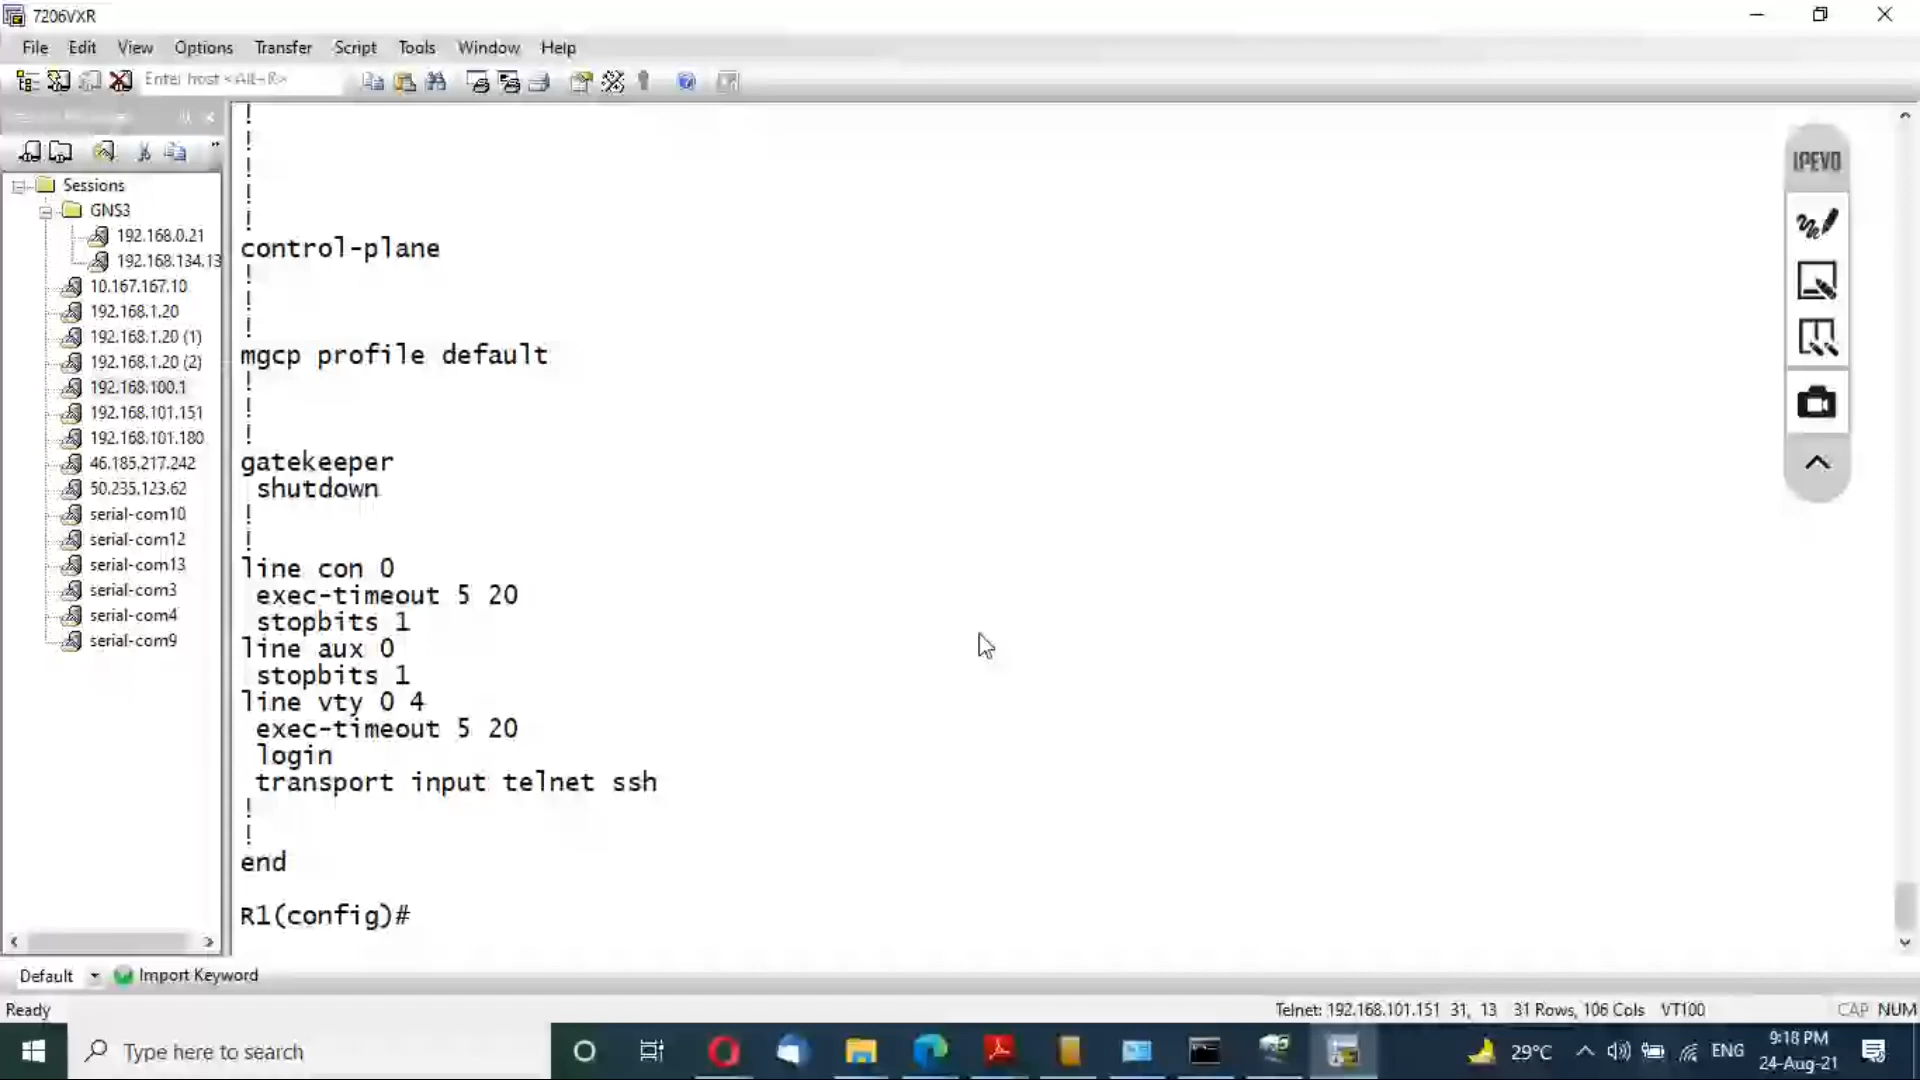 7206VXR
File Edit View Options Transfer Script Tools Window Help
Enter host <Alt+R>
IPEVO
Sessions
GNS3
192.168.0.21
192.168.134.13
10.167.167.10
192.168.1.20
192.168.1.20 (1)
192.168.1.20 (2)
192.168.100.1
192.168.101.151
192.168.101.180
46.185.217.242
50.235.123.62
serial-com10
serial-com12
serial-com13
serial-com3
serial-com4
serial-com9
!
!
!
!
!
control-plane
!
!
!
mgcp profile default
!
!
!
gatekeeper
shutdown
!
!
line con 0
exec-timeout 5 20
stopbits 1
line aux 0
stopbits 1
line vty 0 4
exec-timeout 5 20
login
transport input telnet ssh
!
!
end
R1(config)#
Default Import Keyword
Ready Telnet: 192.168.101.151 31, 13 31 Rows, 106 Cols VT100 CAP NUM
Type here to search 29°C ENG 9:18 PM
24-Aug-21